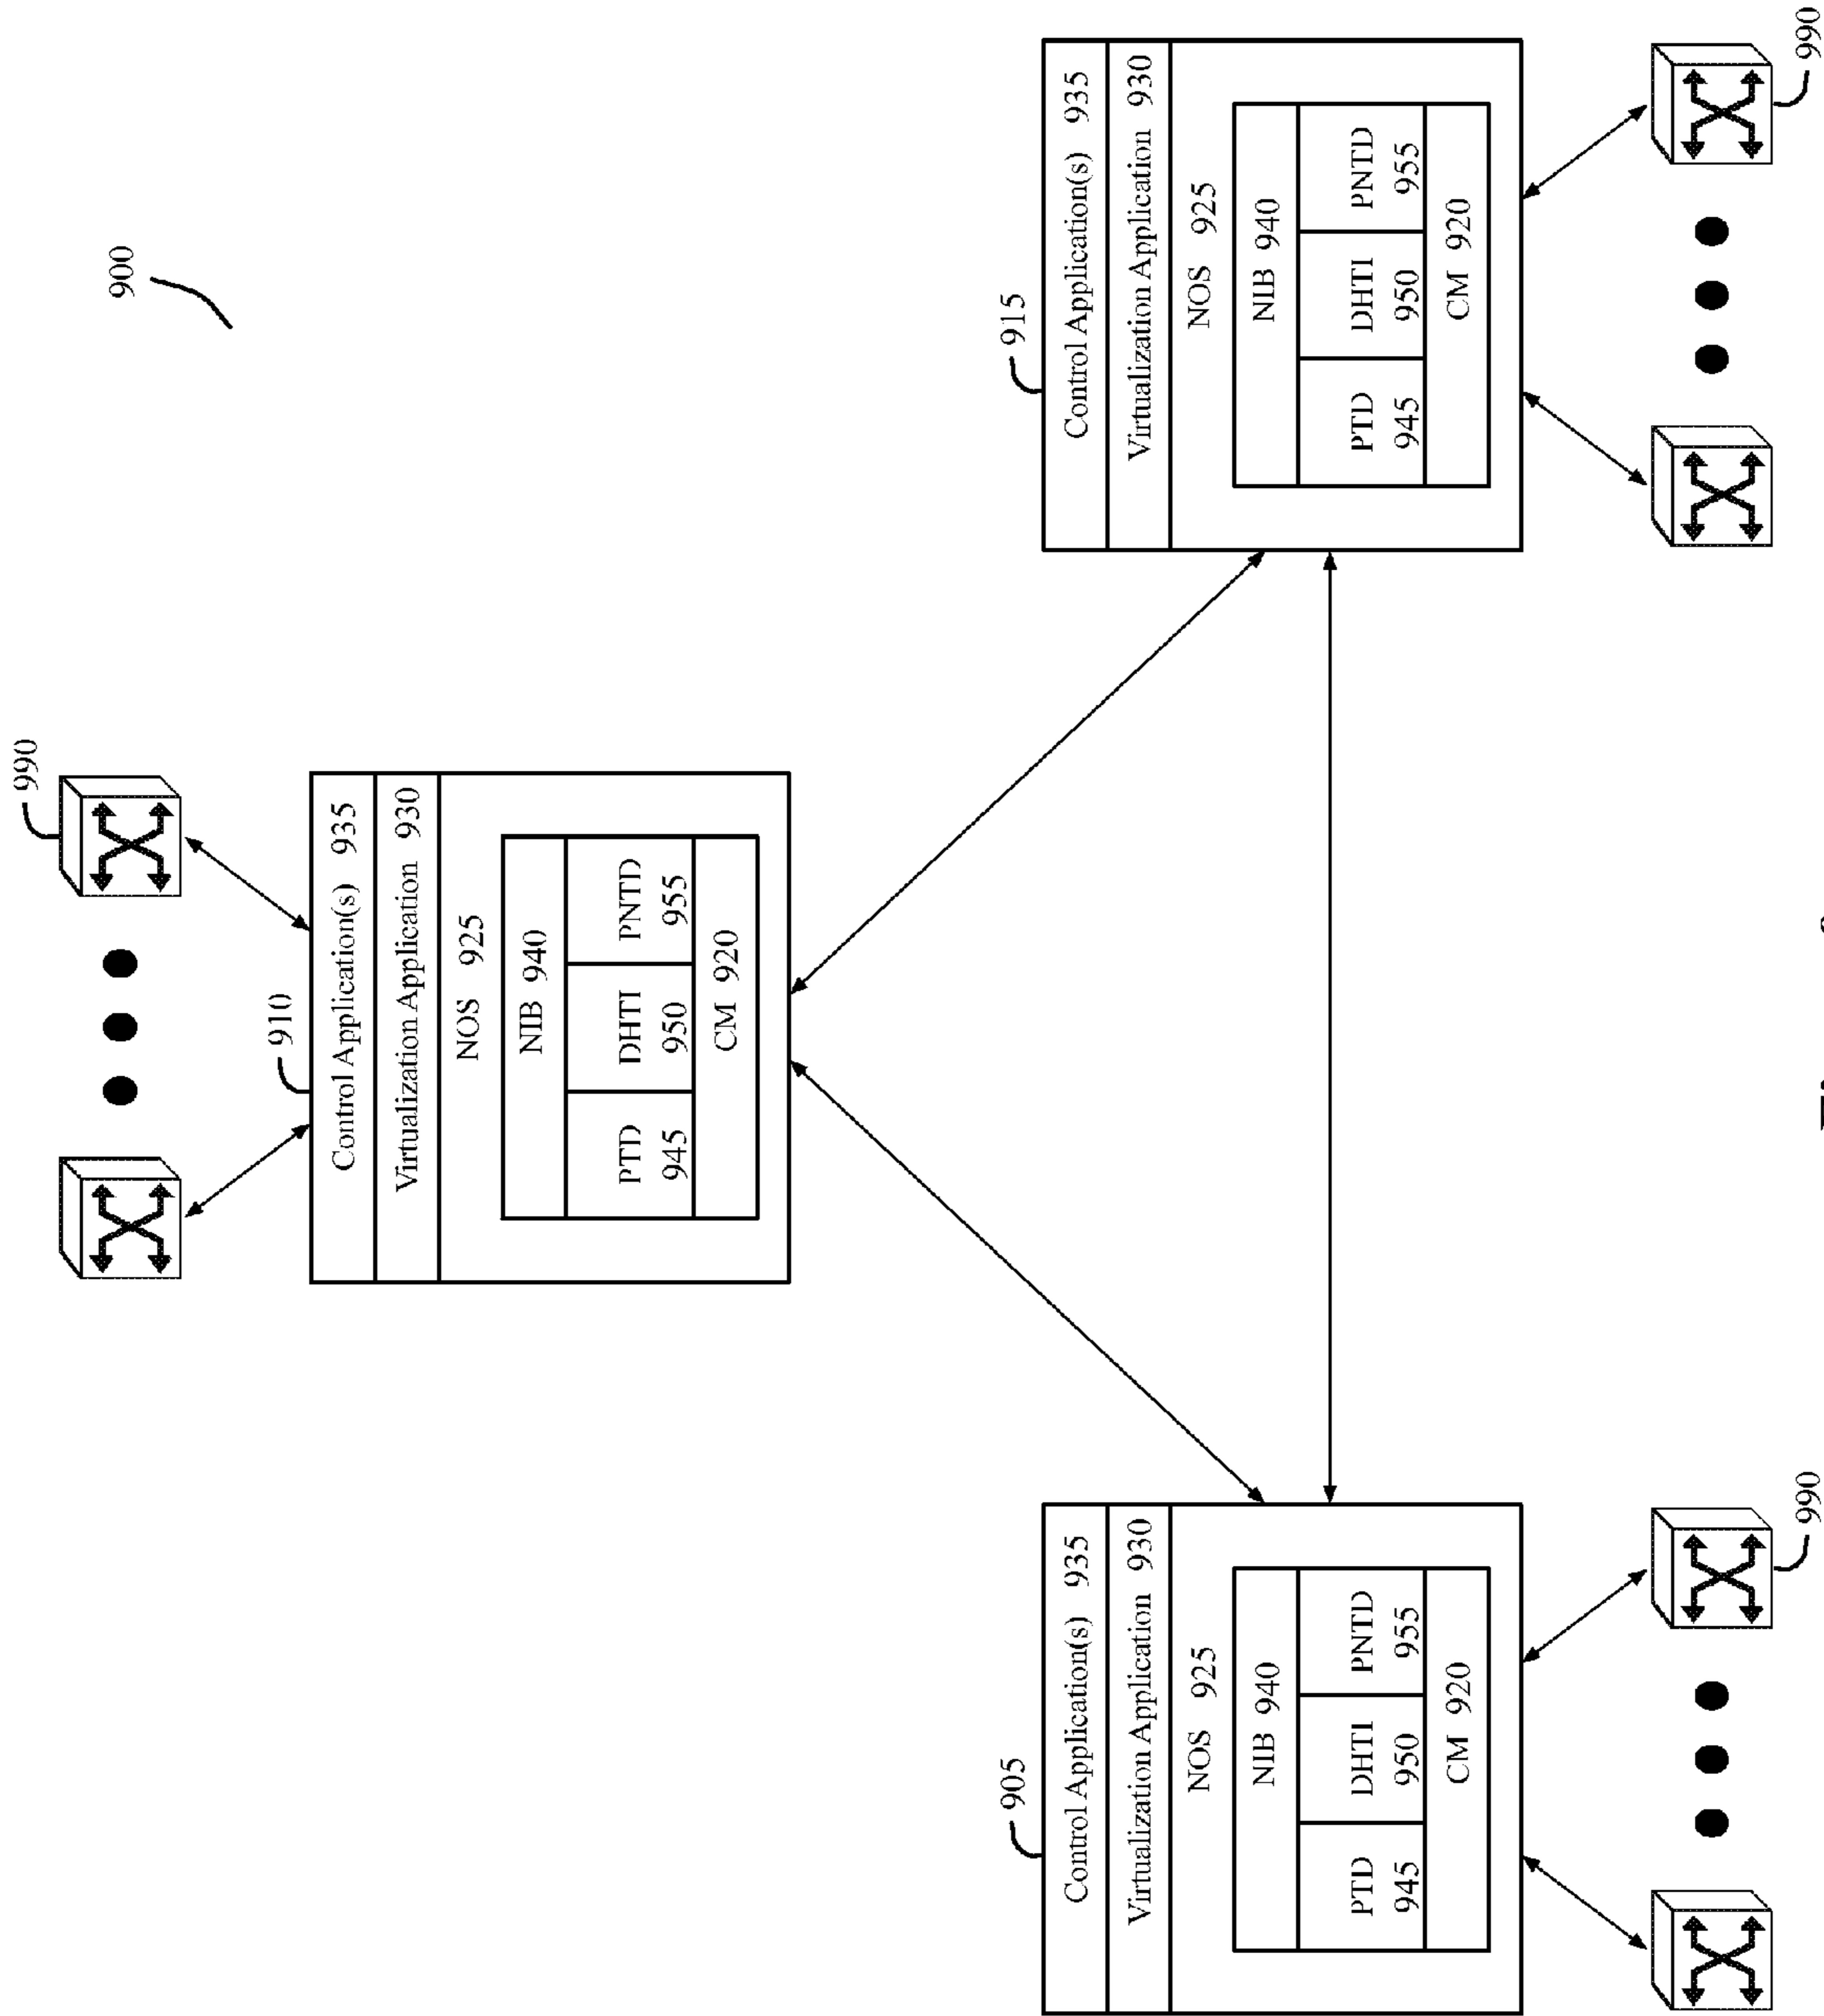 990
900
910
Control Application(s) 935
Virtualization Application 930
NOS 925
NIB 940
PTD 945
DHTI 950
PNTD 955
CM 920
905
Control Application(s) 935
Virtualization Application 930
NOS 925
NIB 940
PTD 945
DHTI 950
PNTD 955
CM 920
990
915
Control Application(s) 935
Virtualization Application 930
NOS 925
NIB 940
PTD 945
DHTI 950
PNTD 955
CM 920
990